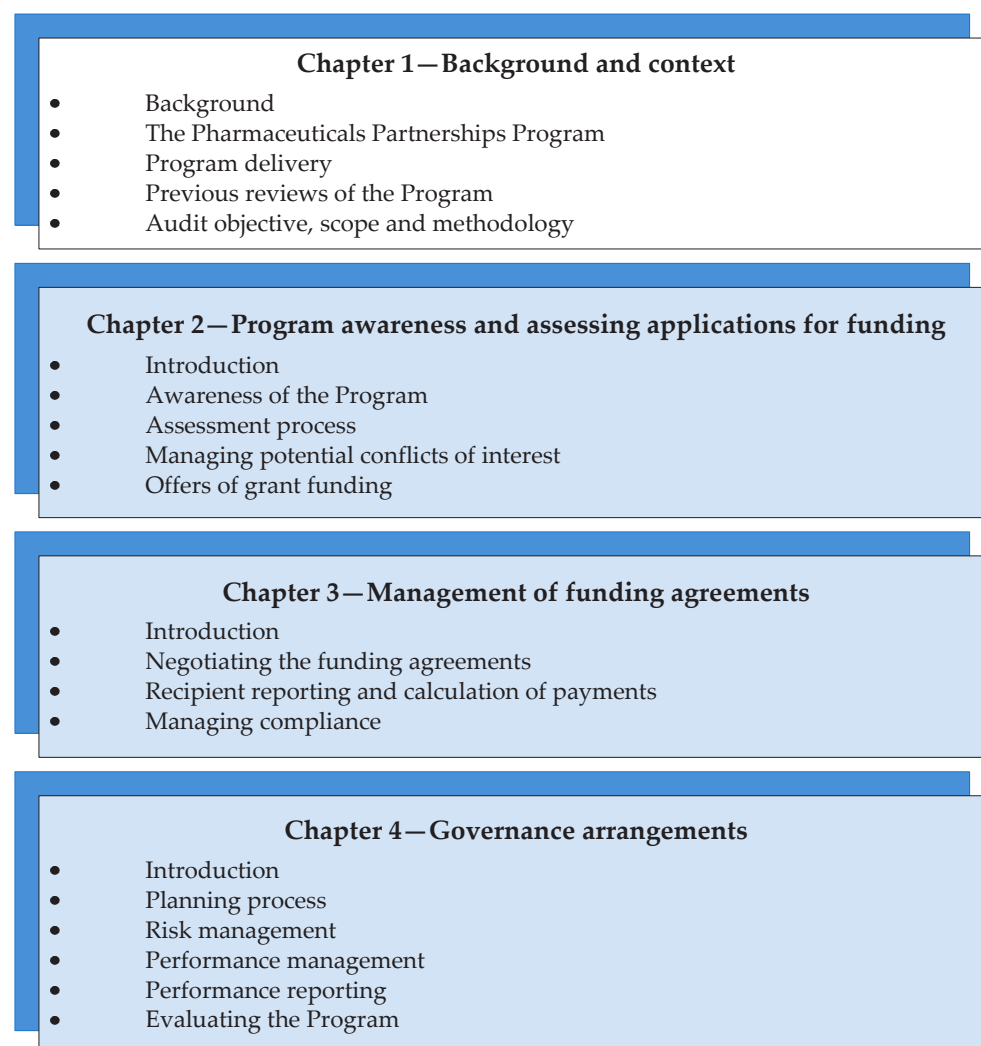 Chapter 1—Background and context
• Background
• The Pharmaceuticals Partnerships Program
• Program delivery
• Previous reviews of the Program
• Audit objective, scope and methodology
Chapter 2—Program awareness and assessing applications for funding
• Introduction
• Awareness of the Program
• Assessment process
• Managing potential conflicts of interest
• Offers of grant funding
Chapter 3—Management of funding agreements
• Introduction
• Negotiating the funding agreements
• Recipient reporting and calculation of payments
• Managing compliance
Chapter 4—Governance arrangements
• Introduction
• Planning process
• Risk management
• Performance management
• Performance reporting
• Evaluating the Program